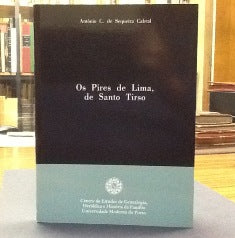 António C. de Sequeira Cabral
Os Pires de Lima,
de Santo Tirso
Centro de Estudos de Genealogia,
Heráldica e História da Família
Universidade Moderna do Porto